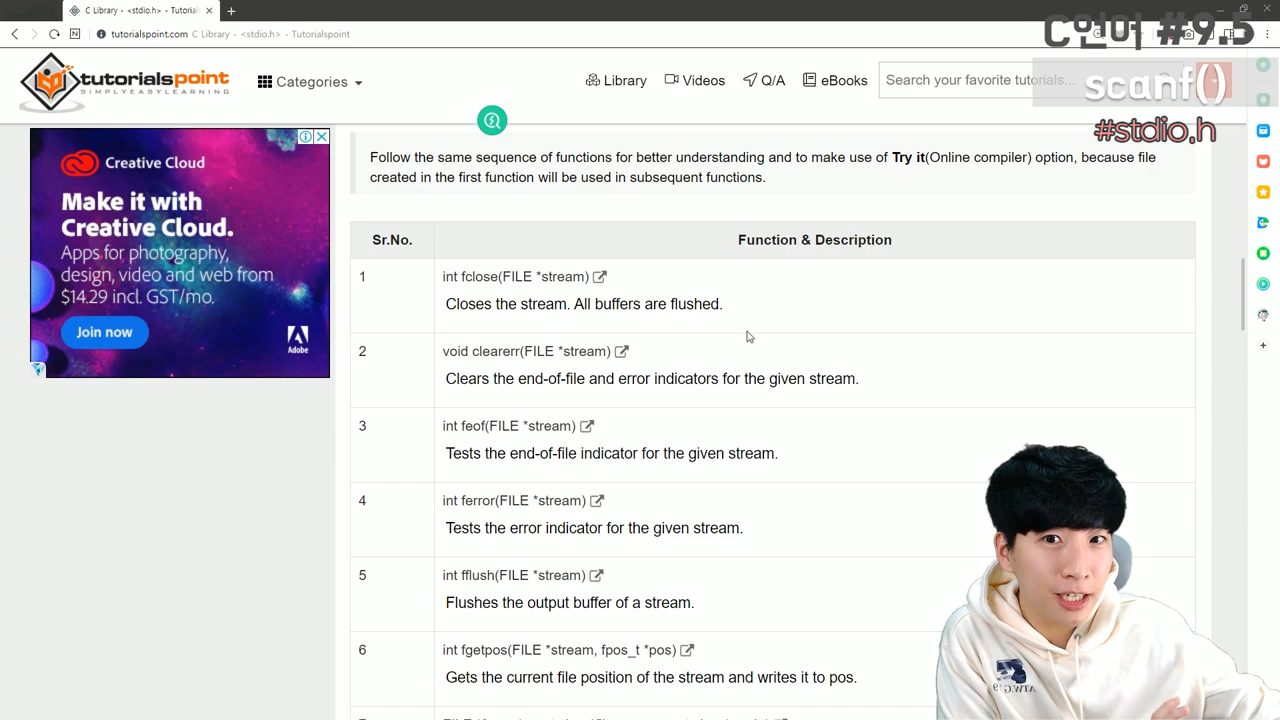 C Library - <stdio.h> - Tutorials
tutorialspoint.com C Library - <stdio.h> - Tutorialspoint
C언어 #9.5
scanf()
#stdio.h
tutorialspoint
SIMPLYEASYLEARNING
Categories
Library
Videos
Q/A
eBooks
Search your favorite tutorials...
Creative Cloud
Make it with
Creative Cloud.
Apps for photography,
design, video and web from
$14.29 incl. GST/mo.
Join now
Adobe
Follow the same sequence of functions for better understanding and to make use of Try it(Online compiler) option, because file
created in the first function will be used in subsequent functions.
Sr.No. Function & Description
1 int fclose(FILE *stream)
Closes the stream. All buffers are flushed.
2 void clearerr(FILE *stream)
Clears the end-of-file and error indicators for the given stream.
3 int feof(FILE *stream)
Tests the end-of-file indicator for the given stream.
4 int ferror(FILE *stream)
Tests the error indicator for the given stream.
5 int fflush(FILE *stream)
Flushes the output buffer of a stream.
6 int fgetpos(FILE *stream, fpos_t *pos)
Gets the current file position of the stream and writes it to pos.